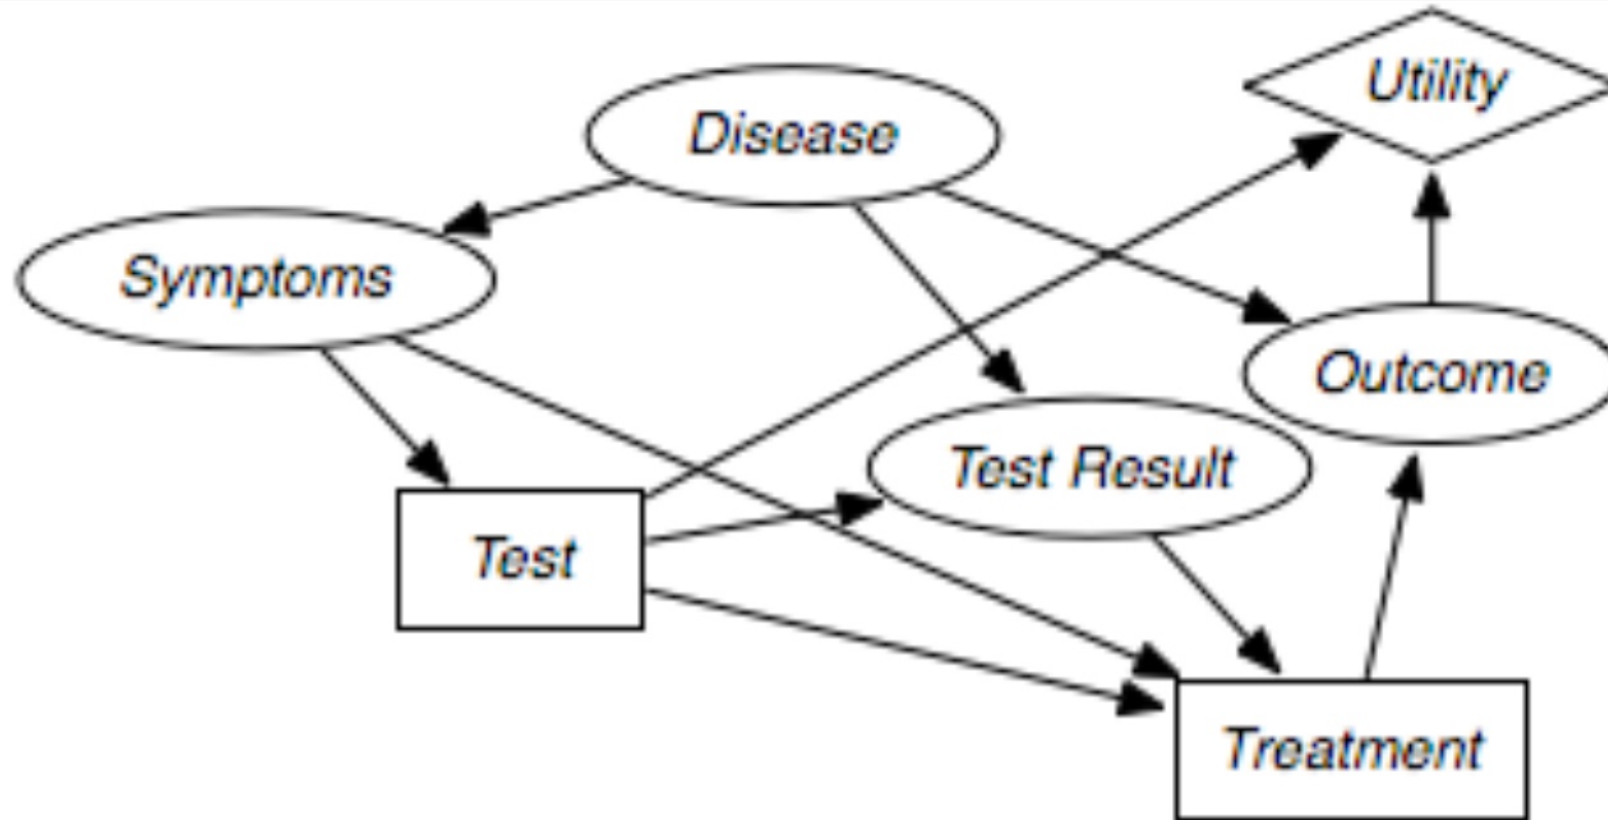 Utility
Disease
Symptoms
Outcome
Test Result
Test
Treatment